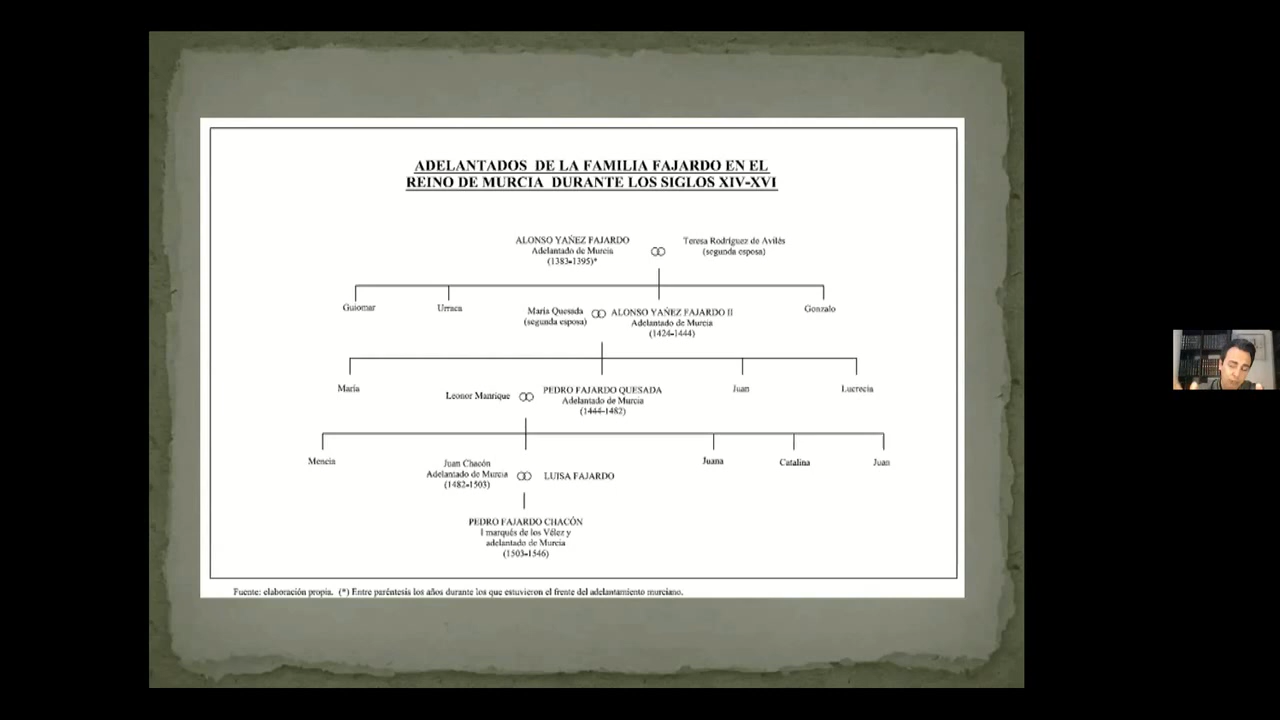 ADELANTADOS DE LA FAMILIA FAJARDO EN EL
REINO DE MURCIA DURANTE LOS SIGLOS XIV-XVI
ALONSO YAÑEZ FAJARDO
Adelantado de Murcia
(1383-1395)*
Teresa Rodríguez de Avilés
(segunda esposa)
Guiomar
Urraca
María Quesada
(segunda esposa)
ALONSO YAÑEZ FAJARDO II
Adelantado de Murcia
(1424-1444)
Gonzalo
María
Leonor Manrique
PEDRO FAJARDO QUESADA
Adelantado de Murcia
(1444-1482)
Juan
Lucrecia
Mencia
Juan Chacón
Adelantado de Murcia
(1482-1503)
LUISA FAJARDO
Juana
Catalina
Juan
PEDRO FAJARDO CHACÓN
I marqués de los Vélez y
adelantado de Murcia
(1503-1546)
Fuente: elaboración propia. (*) Entre paréntesis los años durante los que estuvieron el frente del adelantamiento murciano.